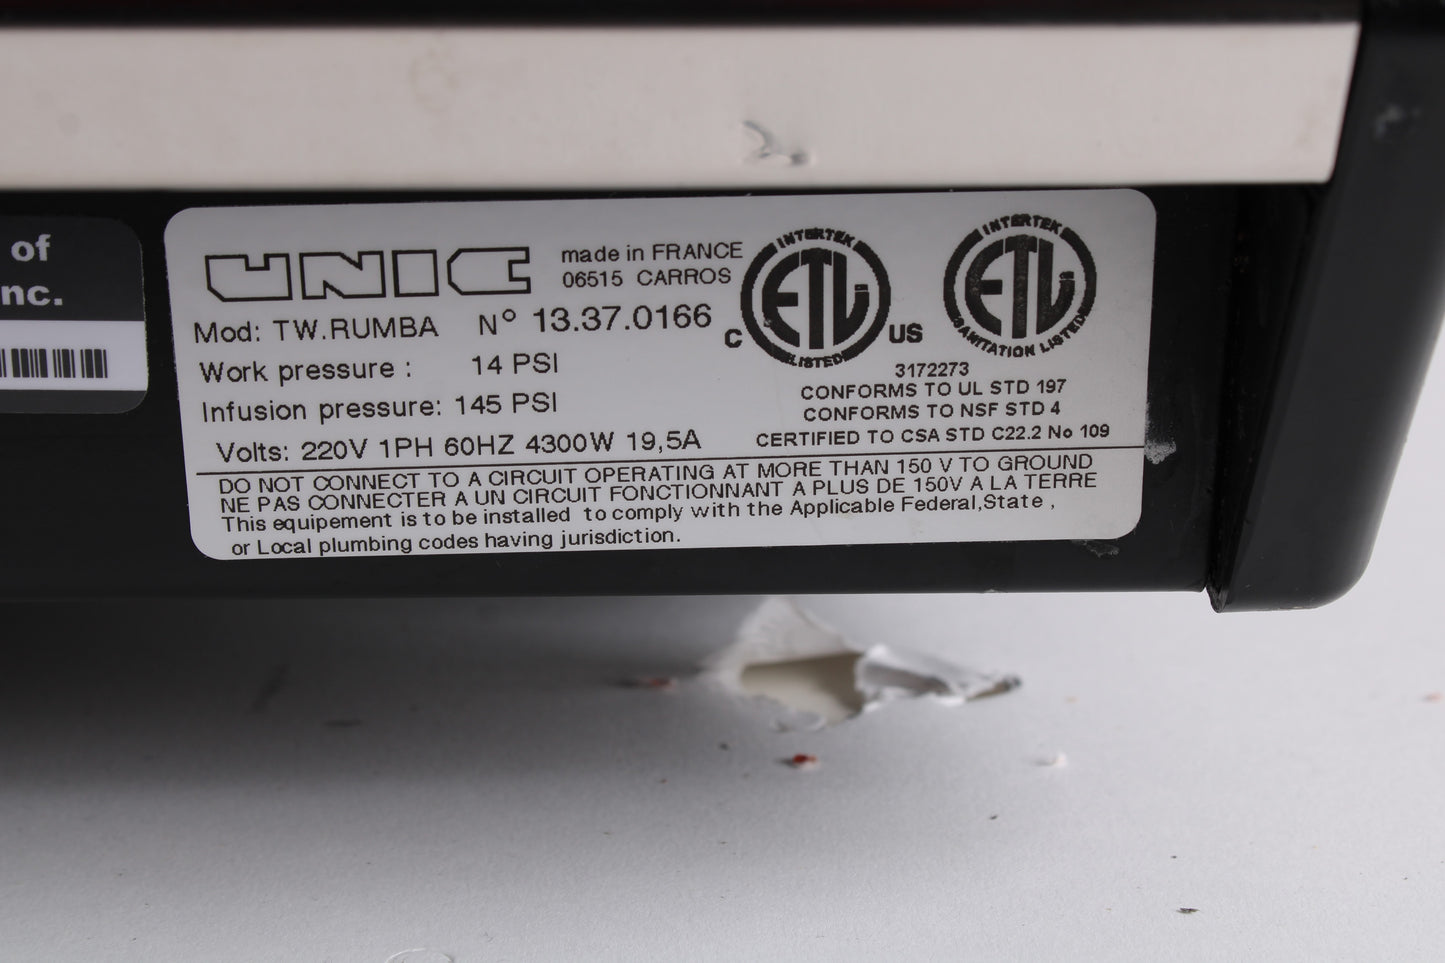 of
nc.
UNIC
made in FRANCE
06515 CARROS
Mod: TW.RUMBA N° 13.37.0166
Work pressure : 14 PSI
Infusion pressure: 145 PSI
Volts: 220V 1PH 60HZ 4300W 19,5A
INTERTEK
ETL
LISTED
C US
INTERTEK
ETL
SANITATION LISTED
3172273
CONFORMS TO UL STD 197
CONFORMS TO NSF STD 4
CERTIFIED TO CSA STD C22.2 No 109
DO NOT CONNECT TO A CIRCUIT OPERATING AT MORE THAN 150 V TO GROUND
NE PAS CONNECTER A UN CIRCUIT FONCTIONNANT A PLUS DE 150V A LA TERRE
This equipement is to be installed to comply with the Applicable Federal,State ,
or Local plumbing codes having jurisdiction.